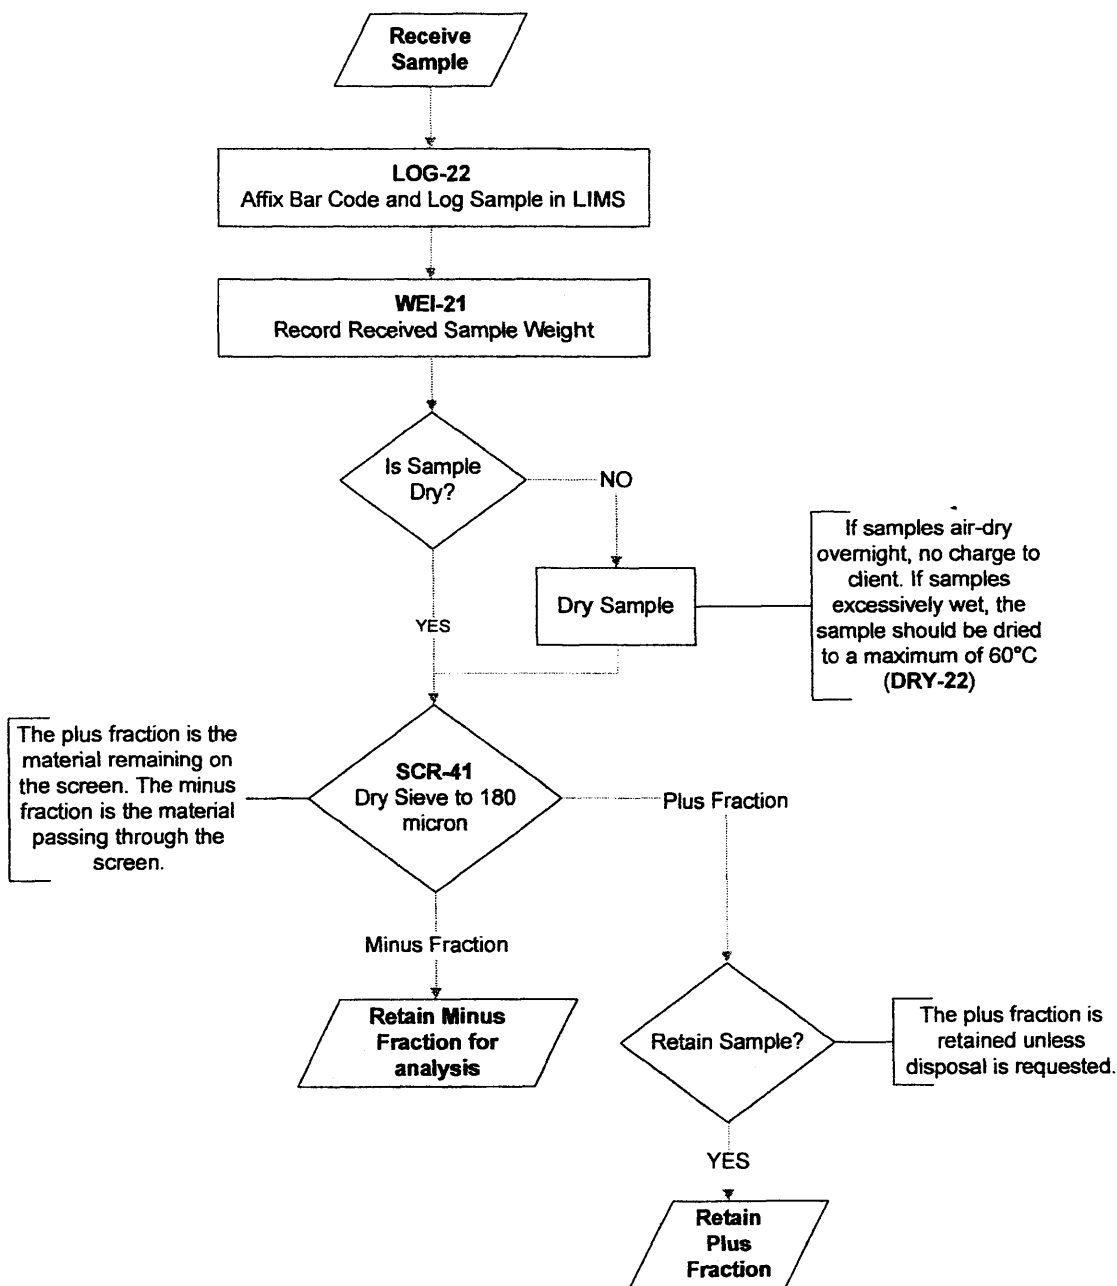 Receive
Sample
LOG-22
Affix Bar Code and Log Sample in LIMS
WEI-21
Record Received Sample Weight
Is Sample
Dry?
NO
If samples air-dry
overnight, no charge to
client. If samples
excessively wet, the
sample should be dried
to a maximum of 60°C
(DRY-22)
Dry Sample
YES
The plus fraction is the
material remaining on
the screen. The minus
fraction is the material
passing through the
screen.
SCR-41
Dry Sieve to 180
micron
Plus Fraction
Minus Fraction
Retain Minus
Fraction for
analysis
Retain Sample?
The plus fraction is
retained unless
disposal is requested.
YES
Retain
Plus
Fraction